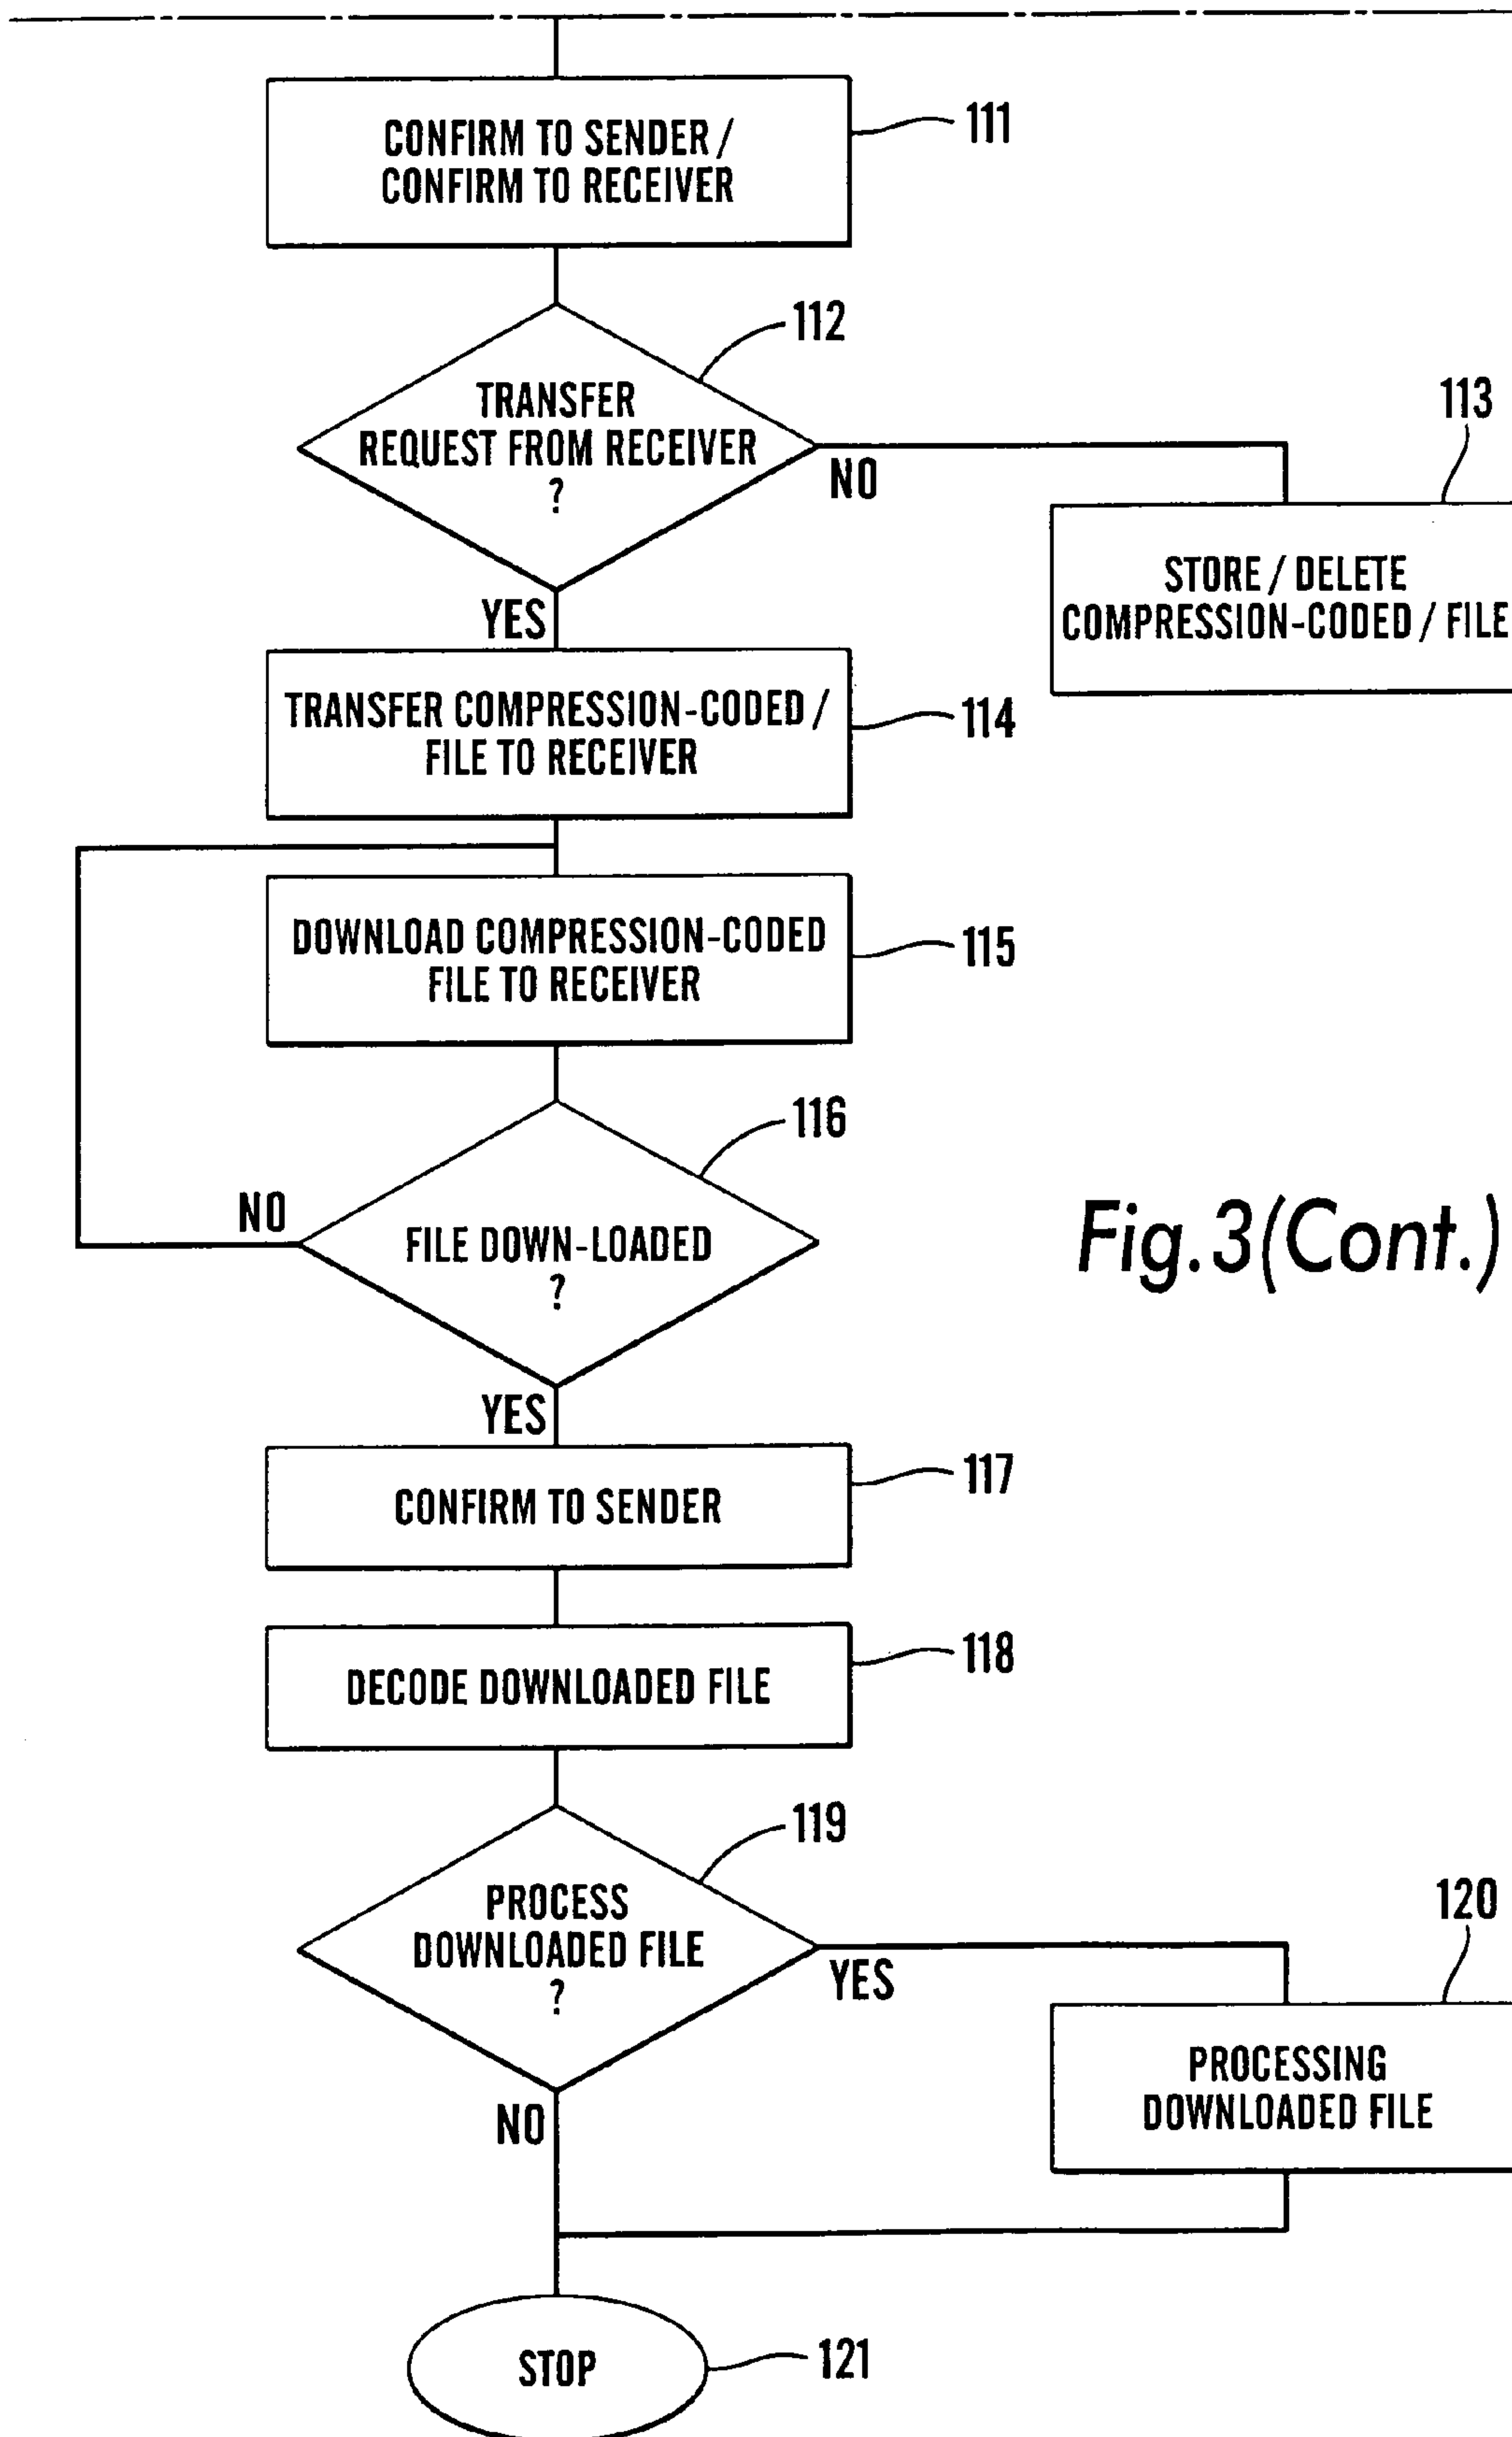 CONFIRM TO SENDER /
CONFIRM TO RECEIVER
111
112
TRANSFER
REQUEST FROM RECEIVER
?
NO
113
STORE / DELETE
COMPRESSION-CODED / FILE
YES
TRANSFER COMPRESSION-CODED /
FILE TO RECEIVER
114
DOWNLOAD COMPRESSION-CODED
FILE TO RECEIVER
115
116
NO
FILE DOWN-LOADED
?
Fig.3(Cont.)
YES
CONFIRM TO SENDER
117
DECODE DOWNLOADED FILE
118
119
PROCESS
DOWNLOADED FILE
?
YES
120
PROCESSING
DOWNLOADED FILE
NO
STOP
121